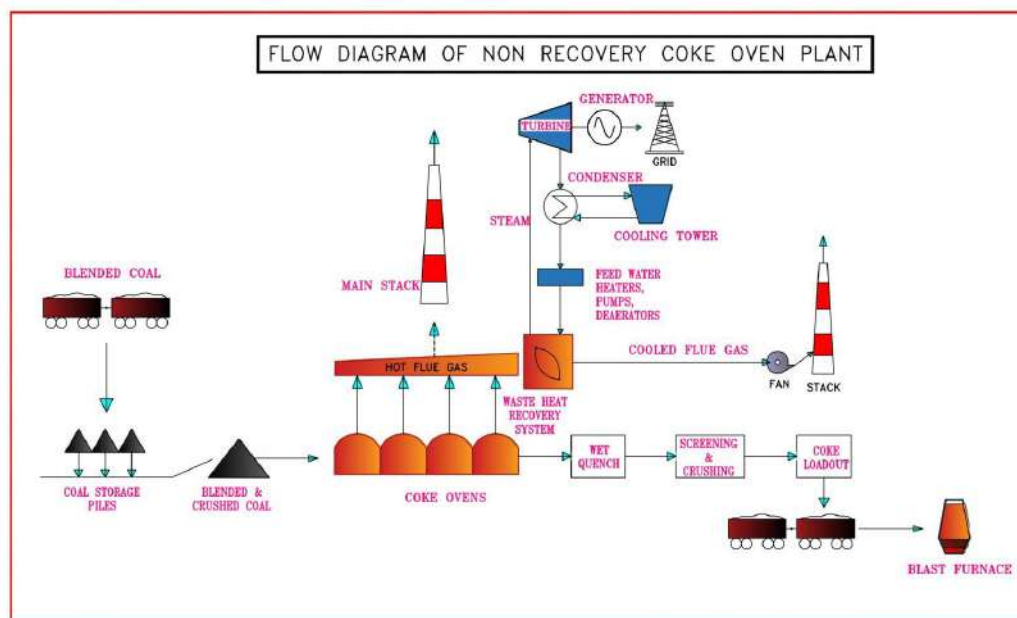 FLOW DIAGRAM OF NON RECOVERY COKE OVEN PLANT
GENERATOR
TURBINE
GRID
CONDENSER
STEAM
COOLING TOWER
BLENDED COAL
MAIN STACK
FEED WATER
HEATERS,
PUMPS,
DEAERATORS
COOLED FLUE GAS
HOT FLUE GAS
FAN
STACK
WASTE HEAT
RECOVERY
SYSTEM
WET
QUENCH
SCREENING
&
CRUSHING
COKE
LOADOUT
COAL STORAGE
PILES
BLENDED &
CRUSHED COAL
COKE OVENS
BLAST FURNACE